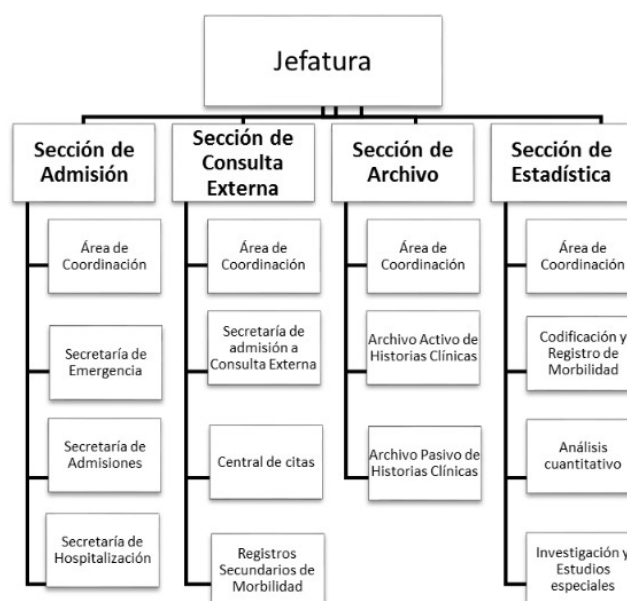 Jefatura
Sección de
Admisión
Sección de
Consulta
Externa
Sección de
Archivo
Sección de
Estadística
Área de
Coordinación
Secretaría de
Emergencia
Secretaría de
Admisiones
Secretaría de
Hospitalización
Área de
Coordinación
Secretaría de
admisión a
Consulta Externa
Central de citas
Registros
Secundarios de
Morbilidad
Área de
Coordinación
Archivo Activo de
Historias Clínicas
Archivo Pasivo de
Historias Clínicas
Área de
Coordinación
Codificación y
Registro de
Morbilidad
Análisis
cuantitativo
Investigación y
Estudios
especiales